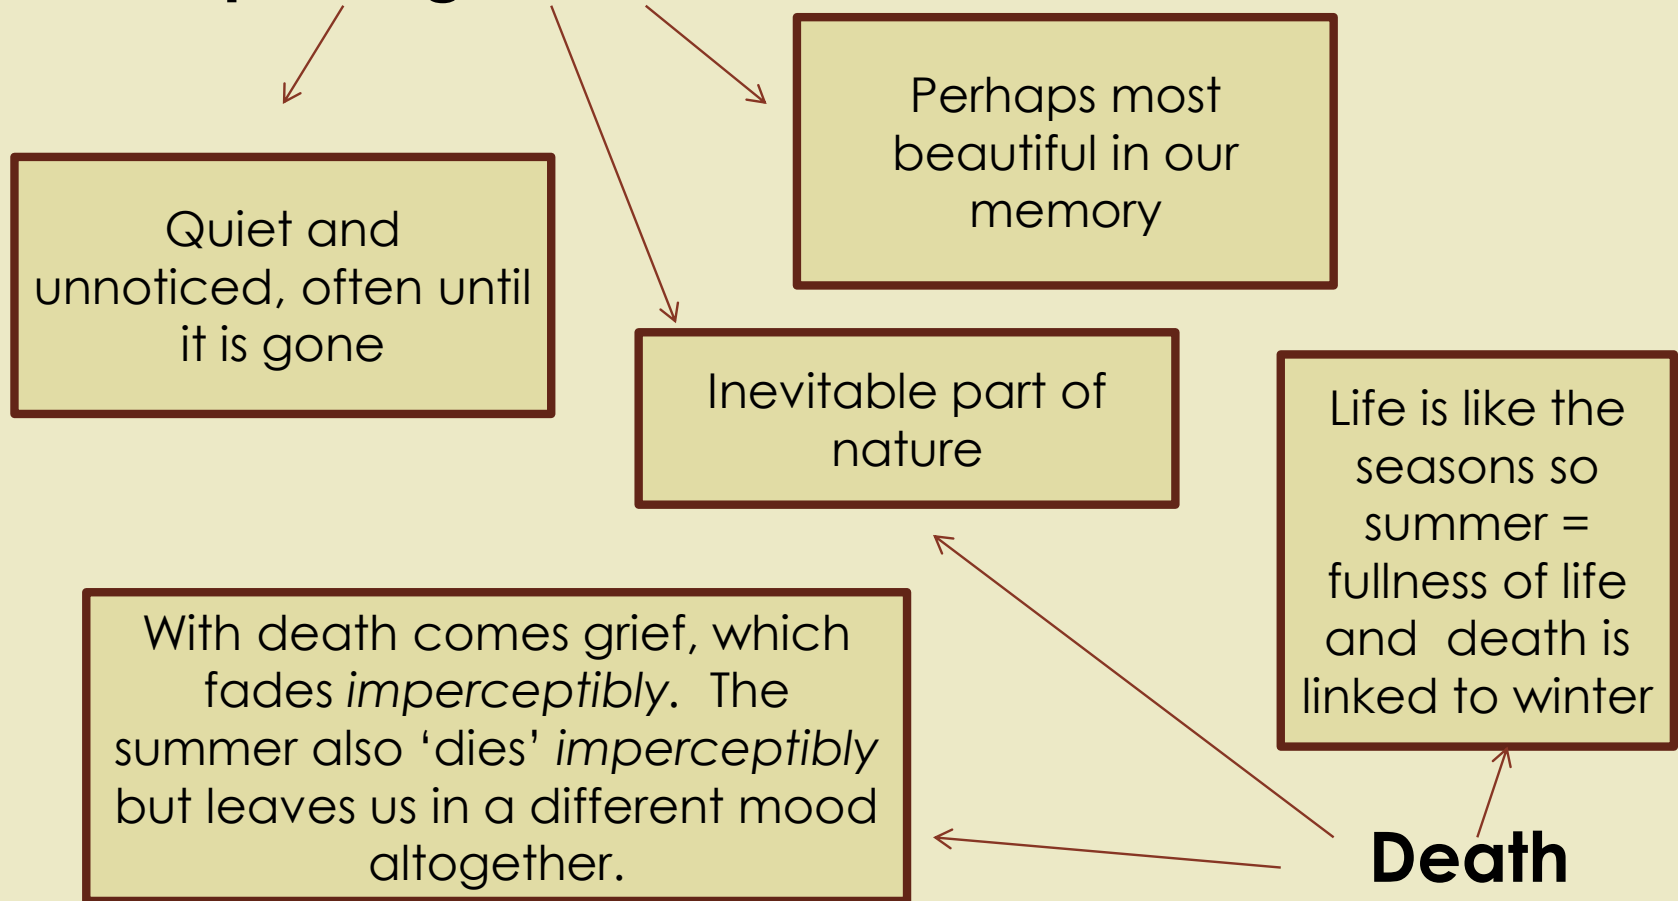 Perhaps most
beautiful in our
memory
Quiet and
unnoticed, often until
it is gone
Inevitable part of
nature
Life is like the
seasons so
summer =
fullness of life
and death is
linked to winter
With death comes grief, which
fades imperceptibly. The
summer also ‘dies’ imperceptibly
but leaves us in a different mood
altogether.
Death